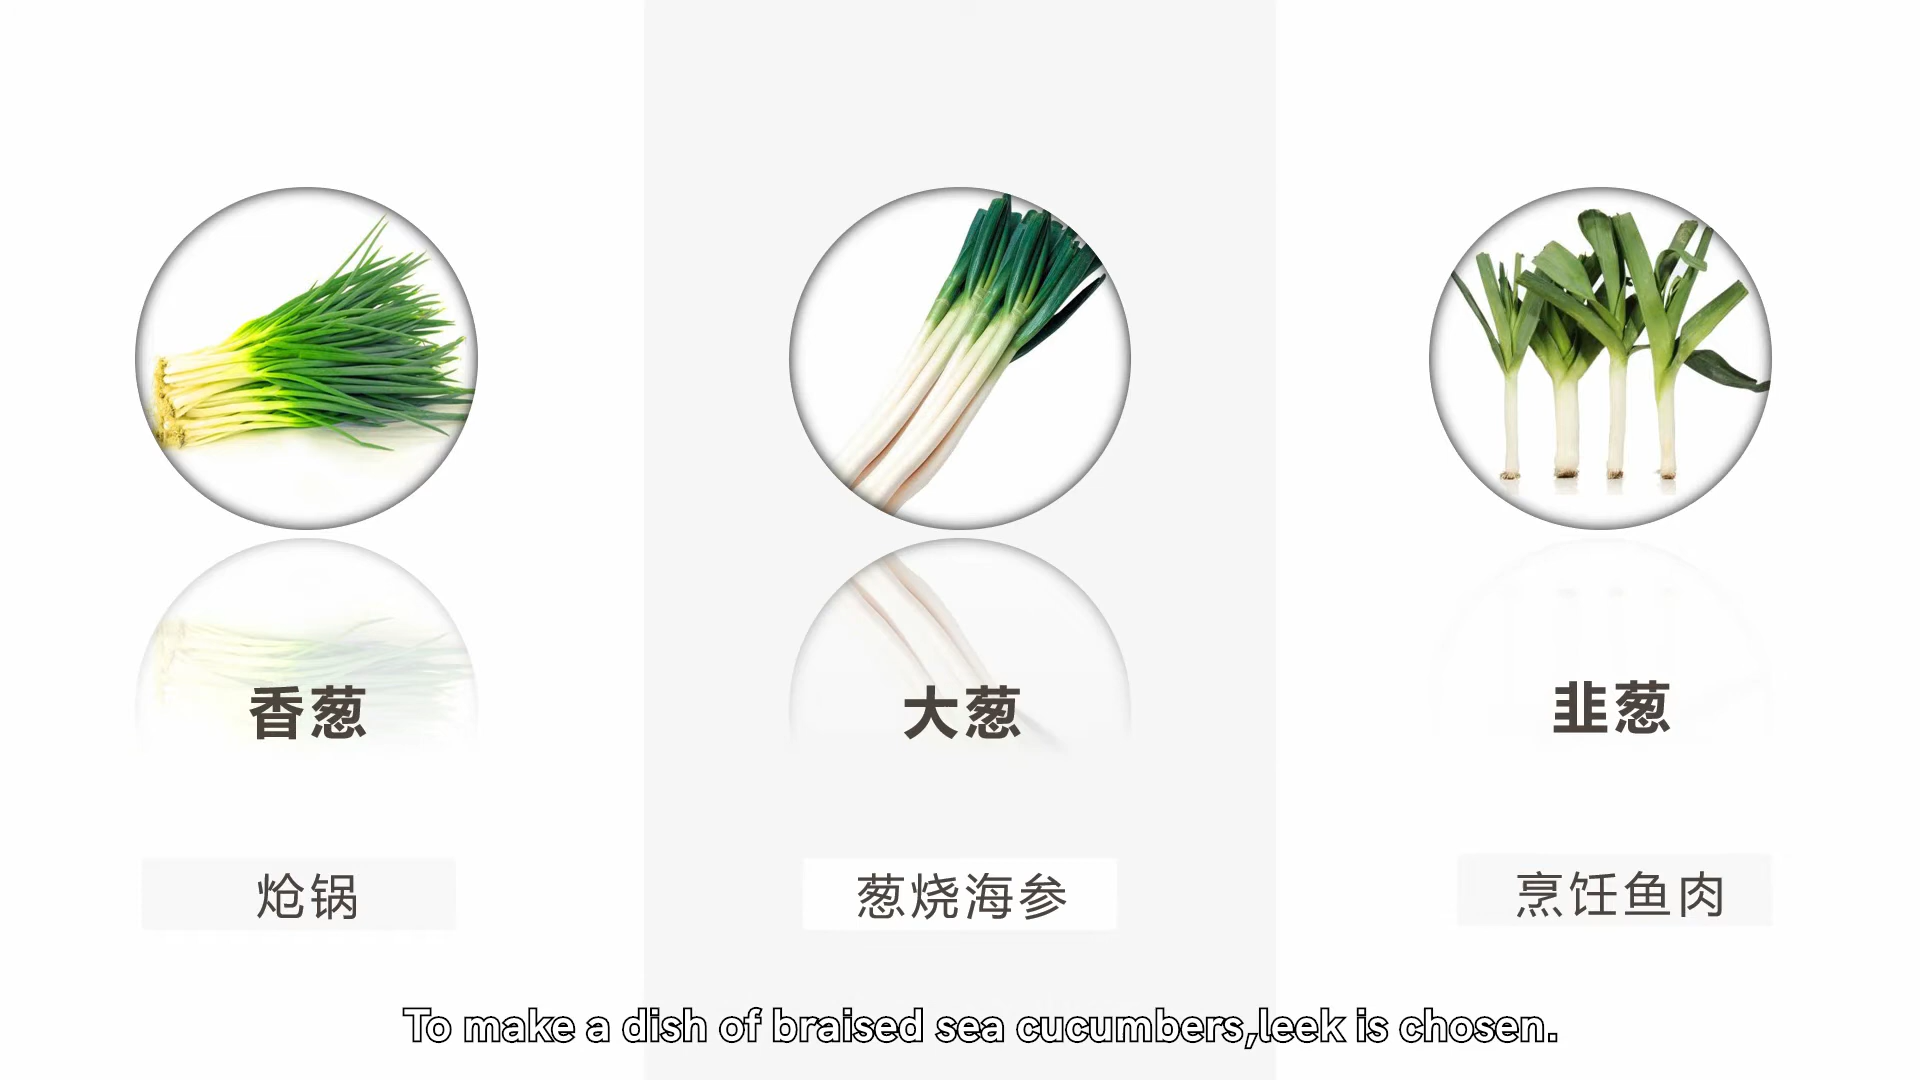 香葱
大葱
韭葱
炝锅
葱烧海参
烹饪鱼肉
To make a dish of braised sea cucumbers,leek is chosen.